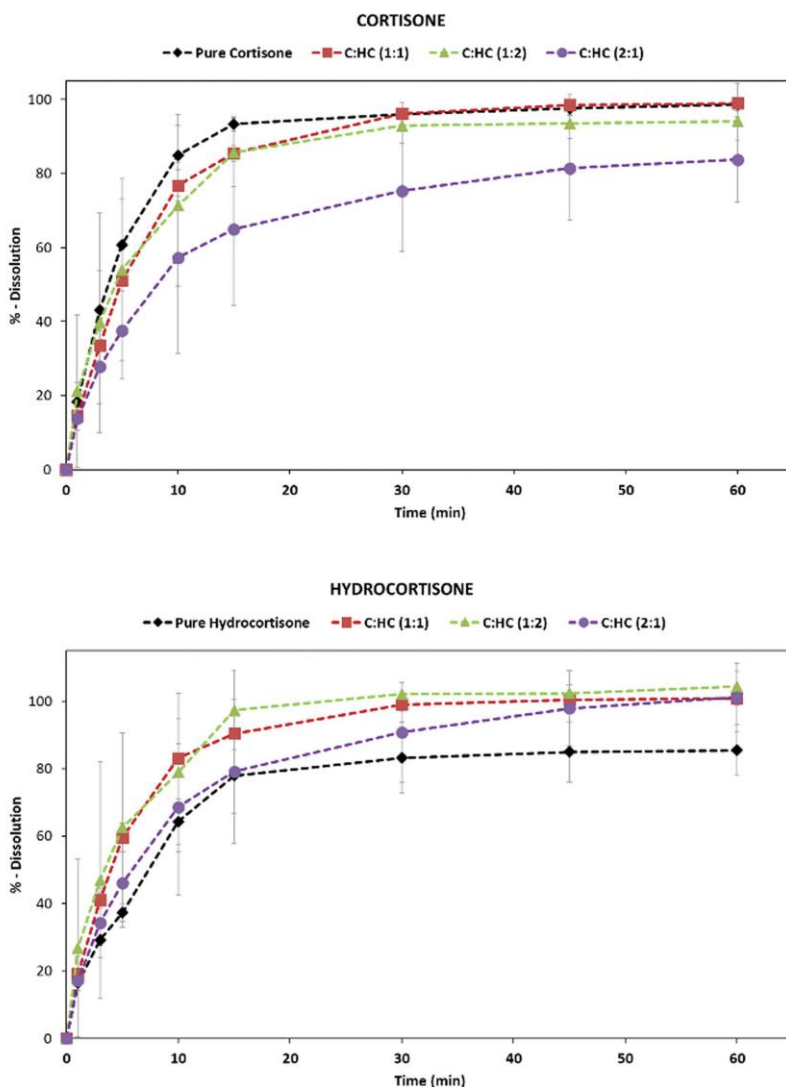 CORTISONE
Pure Cortisone C:HC (1:1) C:HC (1:2) C:HC (2:1)
100
80
60
40
20
0
% - Dissolution
0 10 20 30 40 50 60
Time (min)
HYDROCORTISONE
Pure Hydrocortisone C:HC (1:1) C:HC (1:2) C:HC (2:1)
100
80
60
40
20
0
% - Dissolution
0 10 20 30 40 50 60
Time (min)